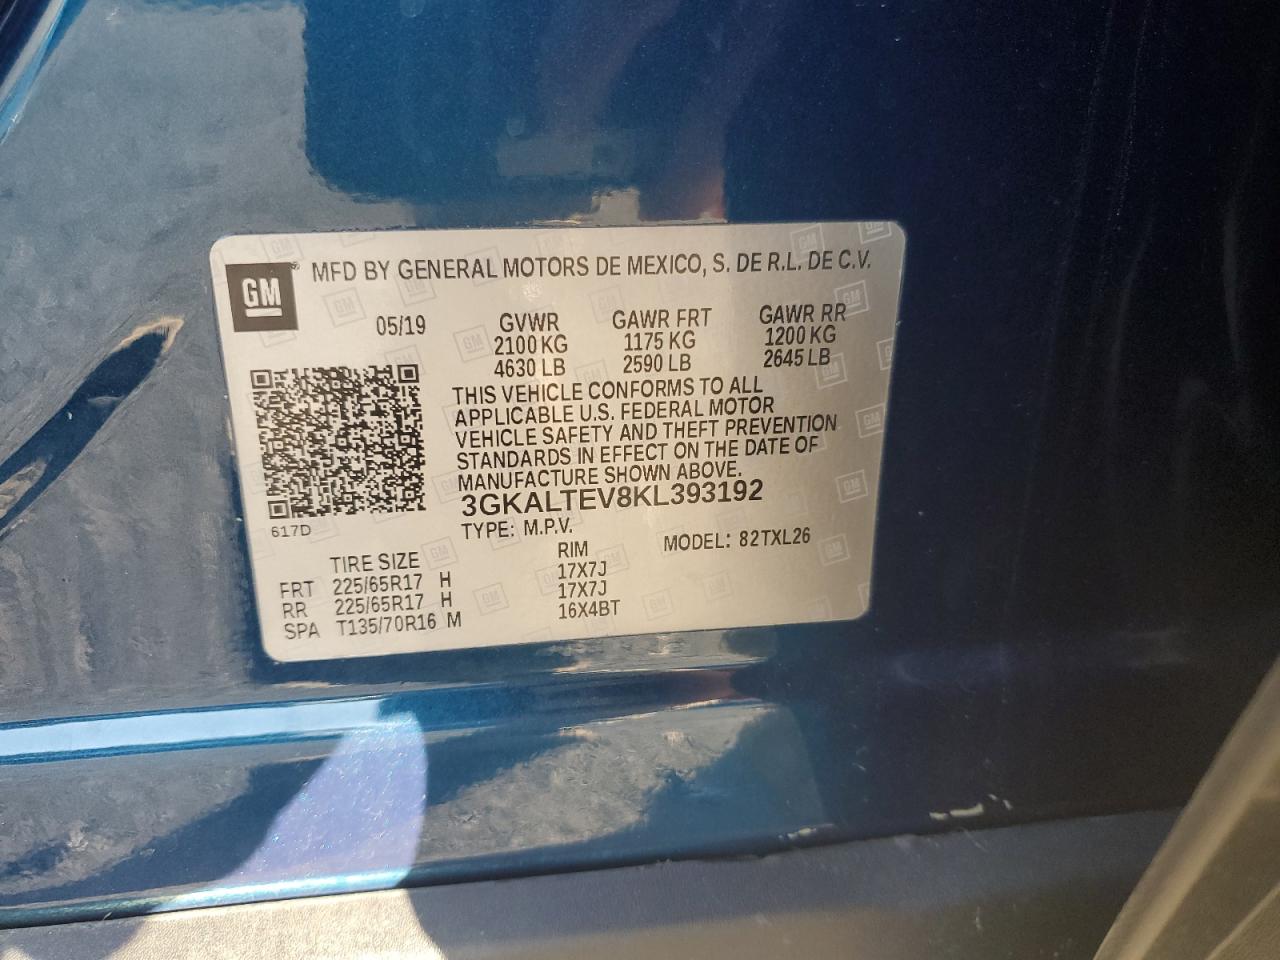 GM ® MFD BY GENERAL MOTORS DE MEXICO, S. DE R.L. DE C.V.
05/19 GVWR GAWR FRT GAWR RR
2100 KG 1175 KG 1200 KG
4630 LB 2590 LB 2645 LB
THIS VEHICLE CONFORMS TO ALL
APPLICABLE U.S. FEDERAL MOTOR
VEHICLE SAFETY AND THEFT PREVENTION
STANDARDS IN EFFECT ON THE DATE OF
MANUFACTURE SHOWN ABOVE.
3GKALTEV8KL393192
617D
TYPE: M.P.V. MODEL: 82TXL26
TIRE SIZE RIM
FRT 225/65R17 H 17X7J
RR 225/65R17 H 17X7J
SPA T135/70R16 M 16X4BT